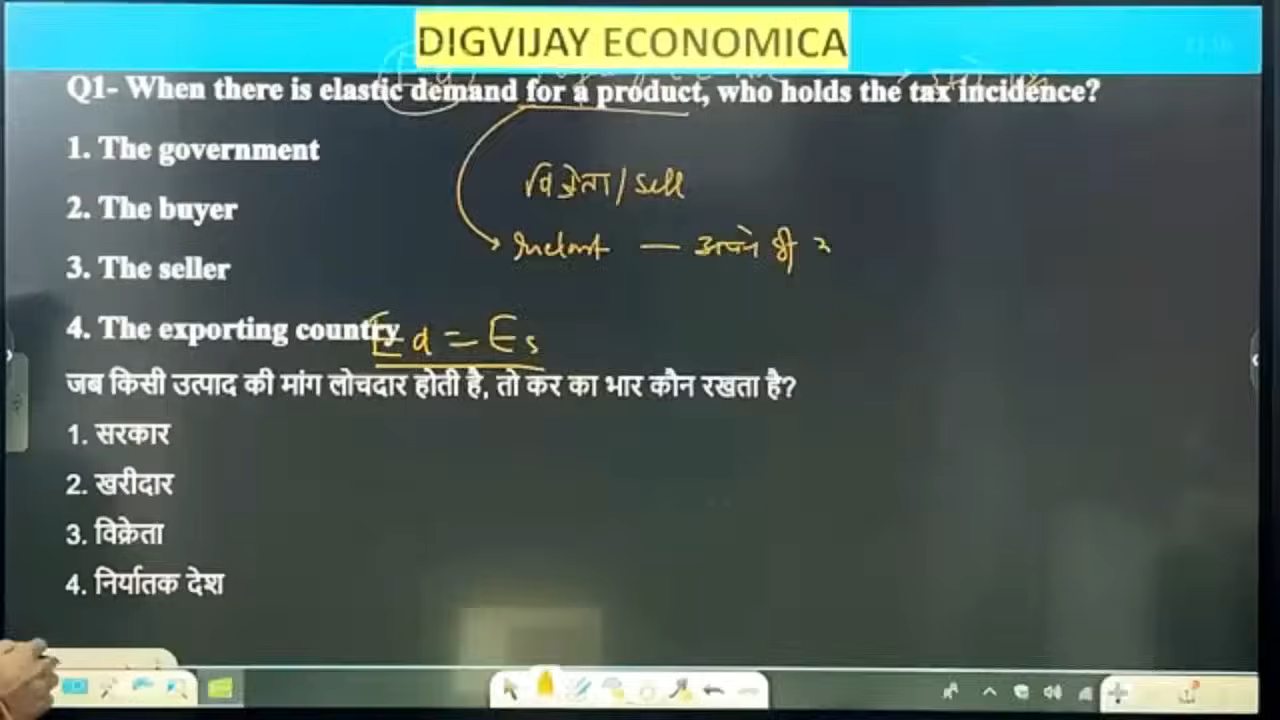 DIGVIJAY ECONOMICA
Q1- When there is elastic demand for a product, who holds the tax incidence?
1. The government
विक्रेता/sell
2. The buyer
अपने ही
3. The seller
4. The exporting country
Ed = Es
जब किसी उत्पाद की मांग लोचदार होती है, तो कर का भार कौन रखता है?
1. सरकार
2. खरीदार
3. विक्रेता
4. निर्यातक देश